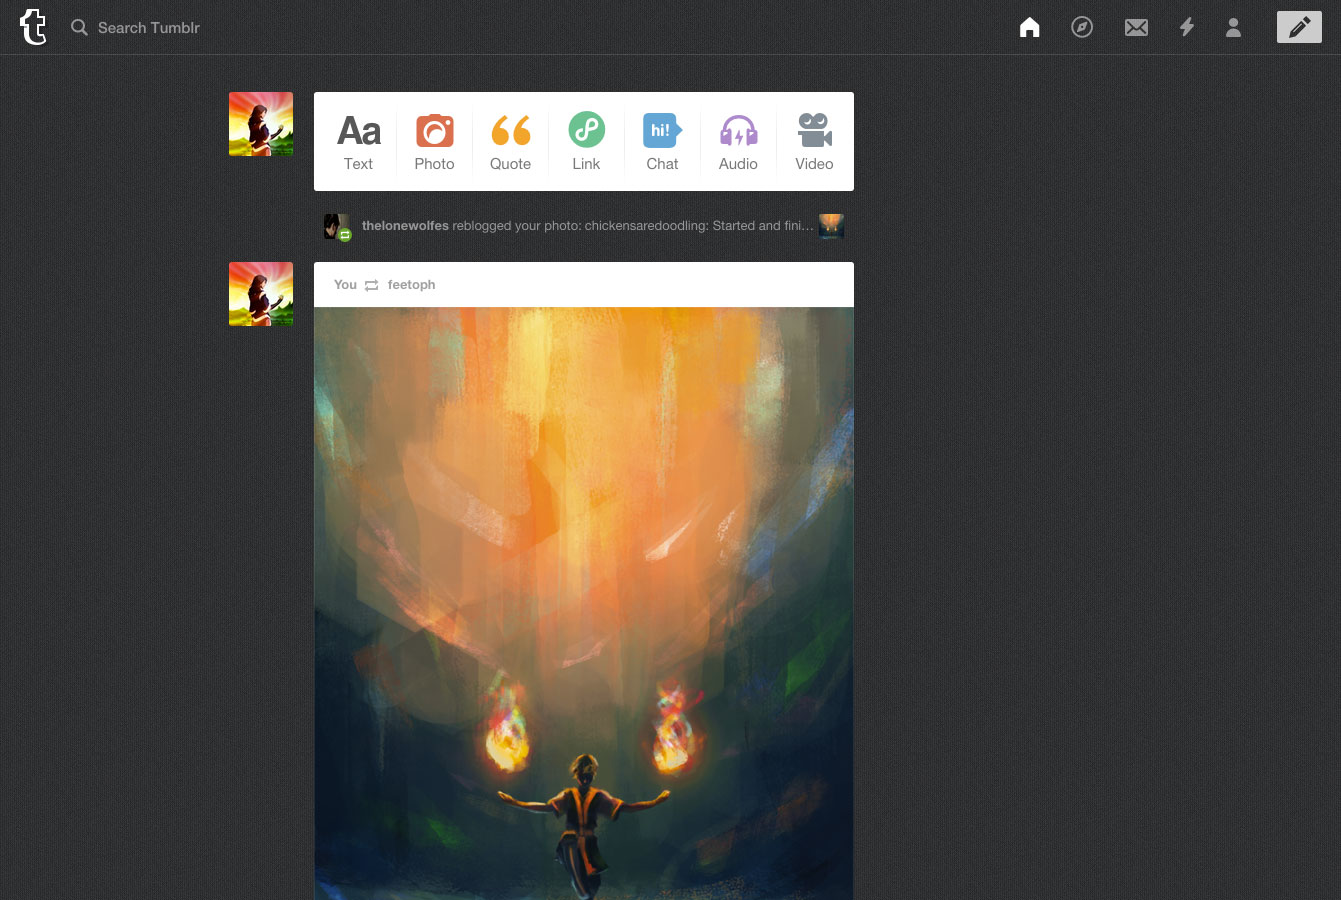 t
Search Tumblr
Aa
hi!
Text
Photo
Quote
Link
Chat
Audio
Video
thelonewolfes reblogged your photo: chickensaredoodling: Started and fini...
You feetoph